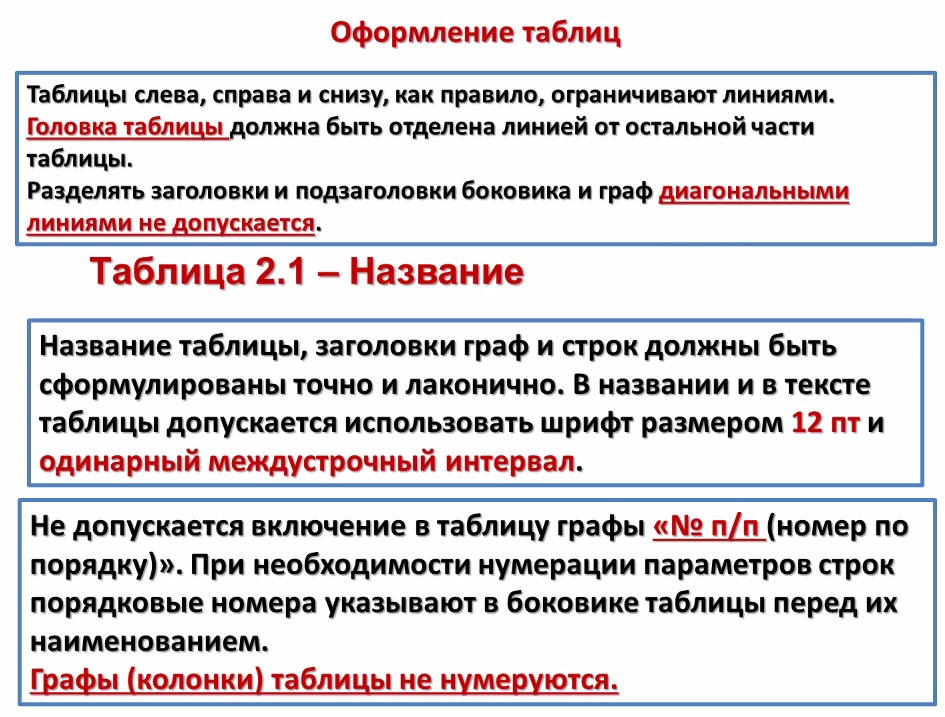 Оформление таблиц
Таблицы слева, справа и снизу, как правило, ограничивают линиями.
Головка таблицы должна быть отделена линией от остальной части
таблицы.
Разделять заголовки и подзаголовки боковика и граф диагональными
линиями не допускается.
Таблица 2.1 – Название
Название таблицы, заголовки граф и строк должны быть
сформулированы точно и лаконично. В названии и в тексте
таблицы допускается использовать шрифт размером 12 пт и
одинарный междустрочный интервал.
Не допускается включение в таблицу графы «№ п/п (номер по
порядку)». При необходимости нумерации параметров строк
порядковые номера указывают в боковике таблицы перед их
наименованием.
Графы (колонки) таблицы не нумеруются.